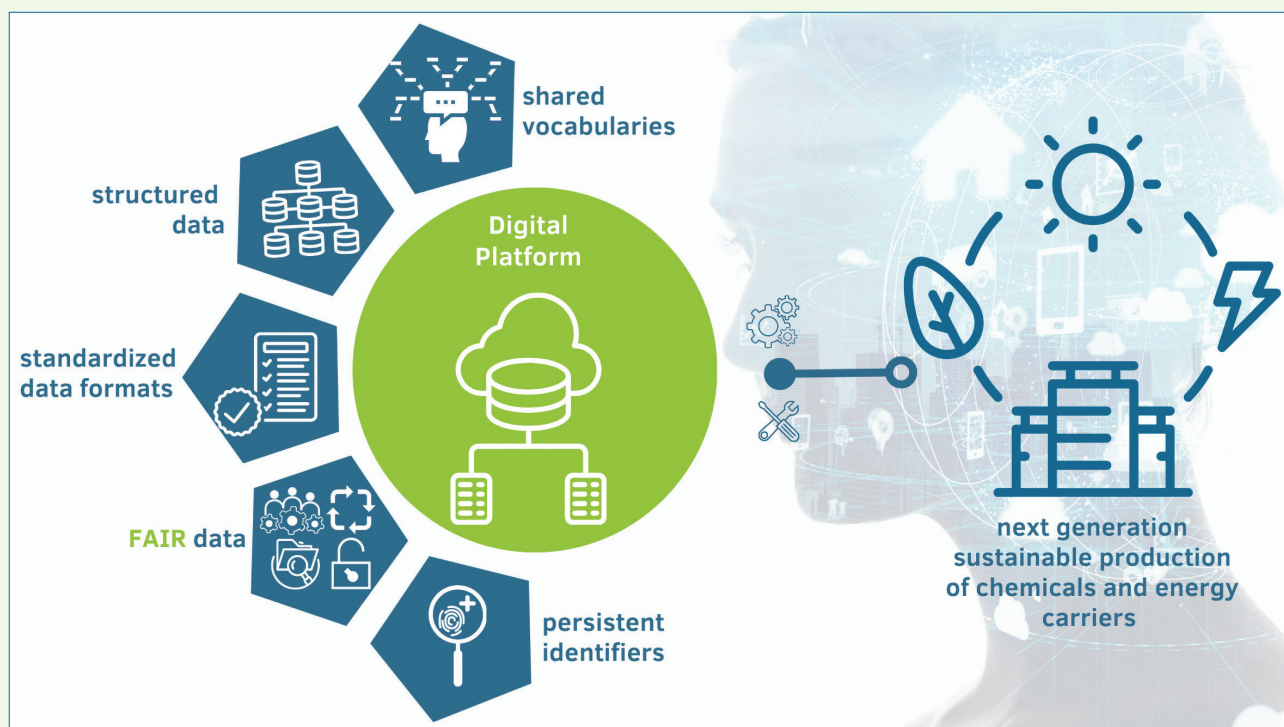 shared
vocabularies
structured
data
Digital
Platform
standardized
data formats
FAIR data
persistent
identifiers
next generation
sustainable production
of chemicals and energy
carriers